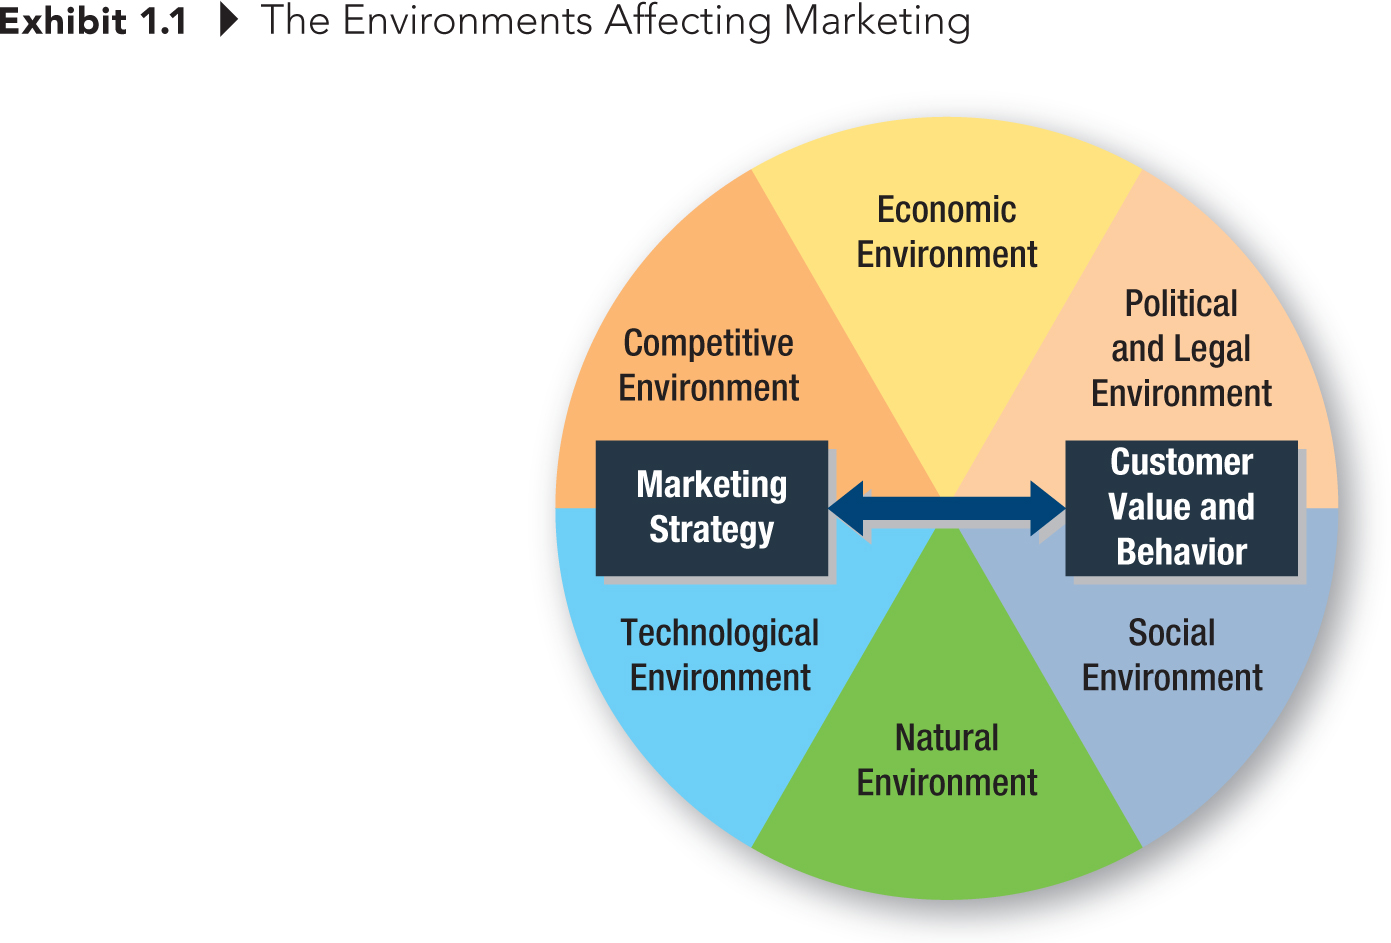 Exhibit 1.1 The Environments Affecting Marketing
Economic
Environment
Political
and Legal
Environment
Competitive
Environment
Marketing
Strategy
Customer
Value and
Behavior
Technological
Environment
Social
Environment
Natural
Environment